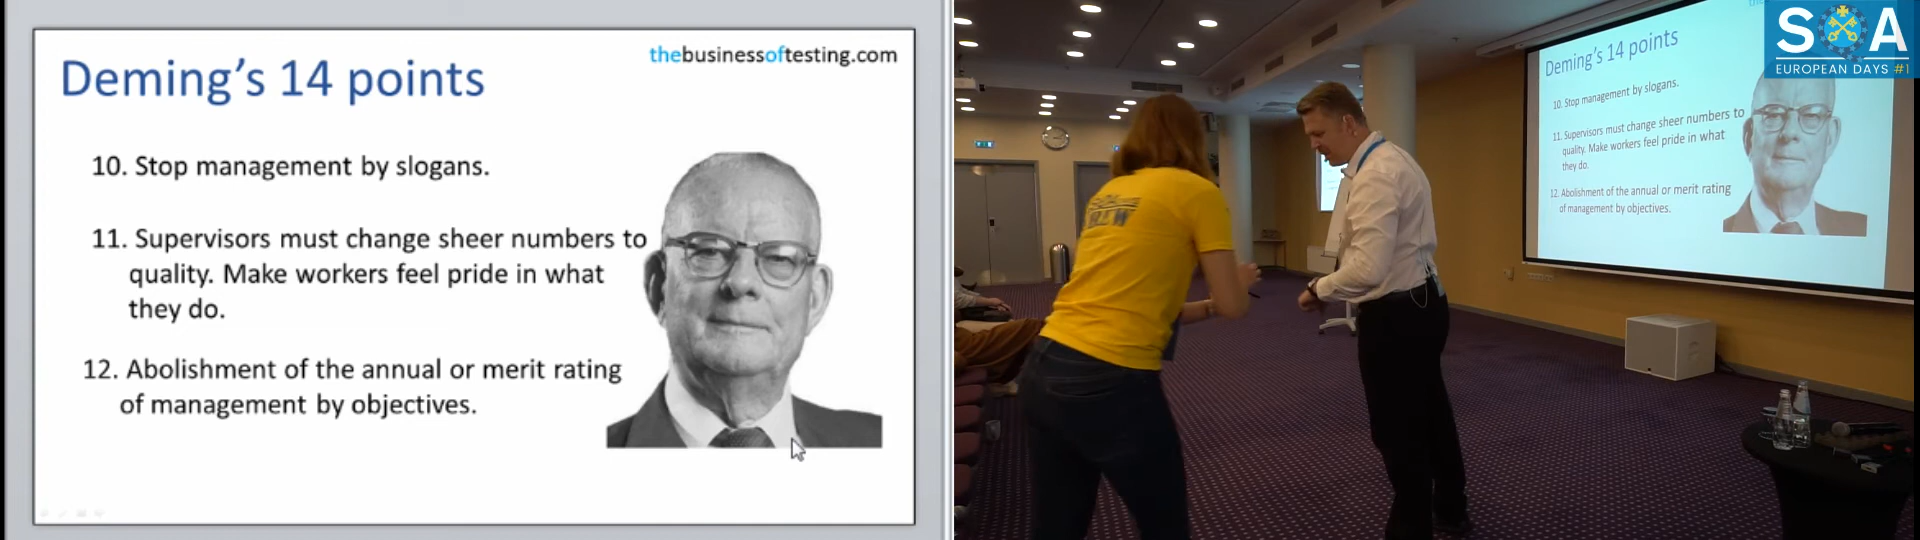 thebusinessoftesting.com
Deming's 14 points
10. Stop management by slogans.
11. Supervisors must change sheer numbers to
quality. Make workers feel pride in what
they do.
12. Abolishment of the annual or merit rating
of management by objectives.
SOA
EUROPEAN DAYS #1
Deming's 14 points
10. Stop management by slogans.
11. Supervisors must change sheer numbers to
quality. Make workers feel pride in what
they do.
12. Abolishment of the annual or merit rating
of management by objectives.